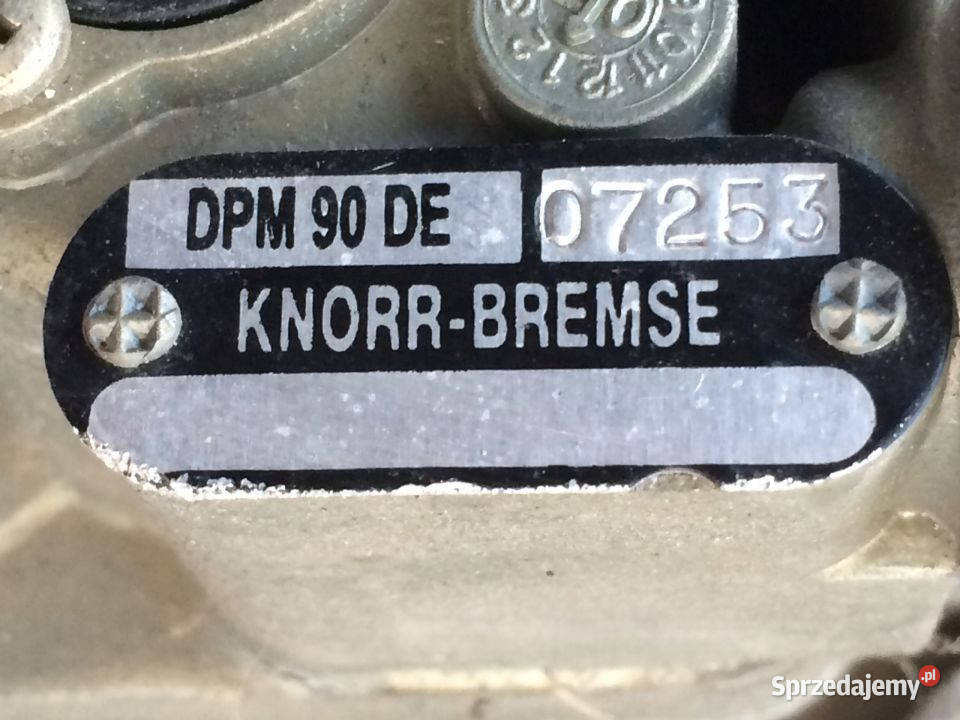 DPM 90 DE 07253
KNORR-BREMSE
Sprzedajemy.pl